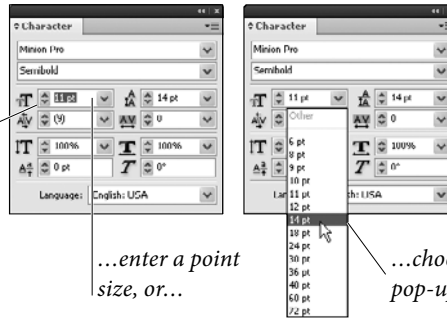 Character
Minion Pro
Semibold
11 pt
14 pt
(9)
0
100%
100%
0 pt
0°
Language: English: USA
…enter a point
size, or…
Character
Minion Pro
Semibold
11 pt
14 pt
Other
0
6 pt
8 pt
100%
9 pt
0°
10 pt
11 pt
12 pt
14 pt
18 pt
24 pt
30 pt
36 pt
40 pt
60 pt
72 pt